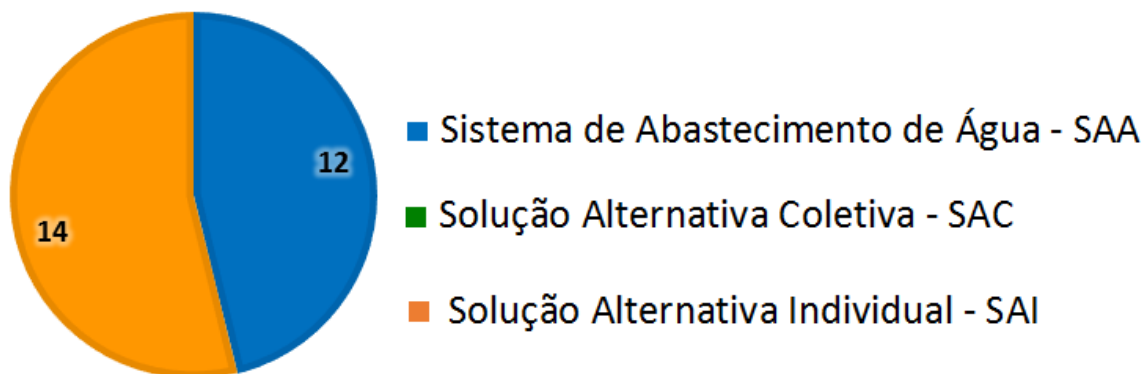 12
14
Sistema de Abastecimento de Água - SAA
Solução Alternativa Coletiva - SAC
Solução Alternativa Individual - SAI